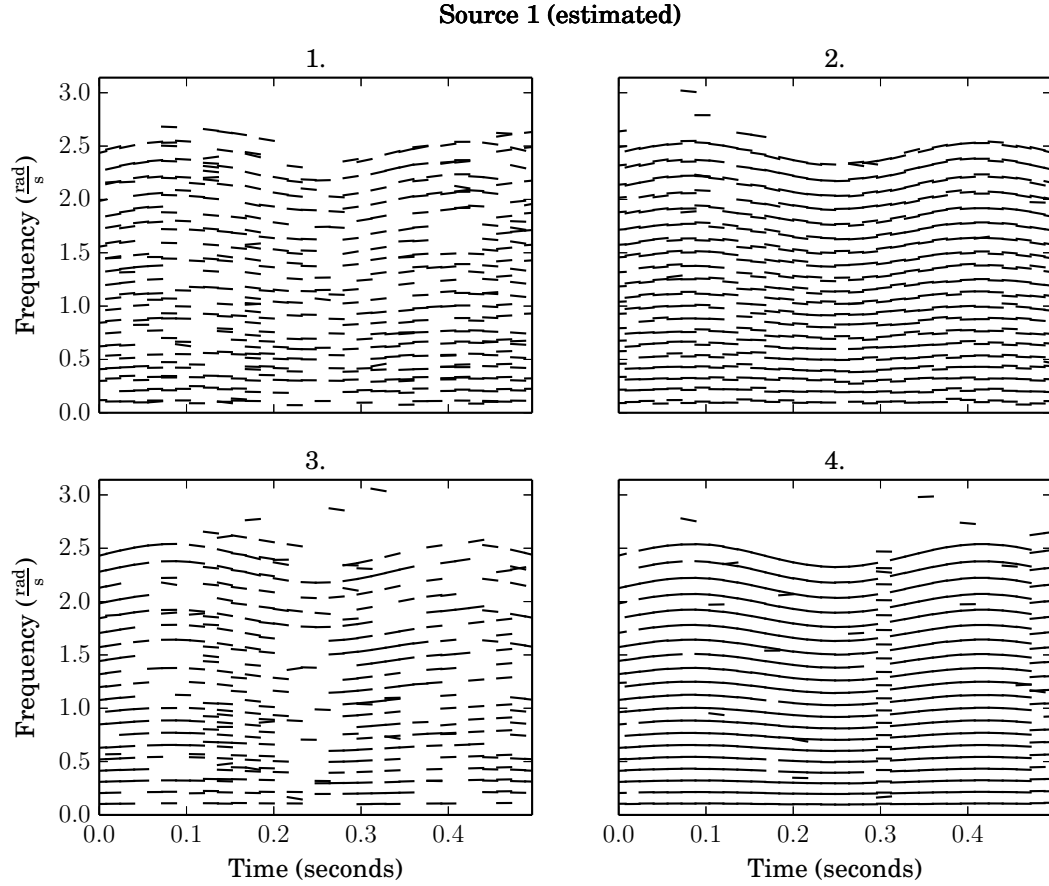 Source 1 (estimated)
1.
2.
3.0
2.5
2.0
1.5
1.0
0.5
0.0
Frequency (rad/s)
3.
4.
3.0
2.5
2.0
1.5
1.0
0.5
0.0
Frequency (rad/s)
0.0 0.1 0.2 0.3 0.4
0.0 0.1 0.2 0.3 0.4
Time (seconds)
Time (seconds)